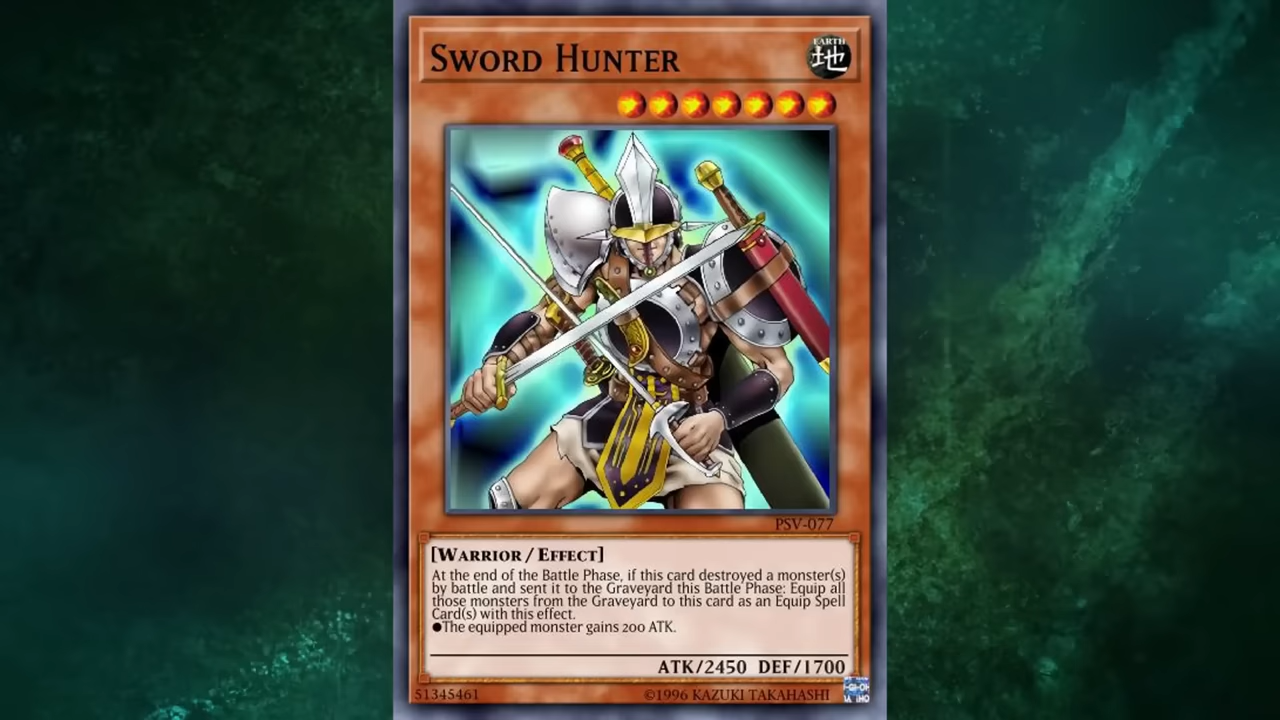 Sword Hunter
EARTH
地
PSV-077
[Warrior / Effect]
At the end of the Battle Phase, if this card destroyed a monster(s)
by battle and sent it to the Graveyard this Battle Phase: Equip all
those monsters from the Graveyard to this card as an Equip Spell
Card(s) with this effect.
●The equipped monster gains 200 ATK.
ATK/2450 DEF/1700
51345461
©1996 KAZUKI TAKAHASHI